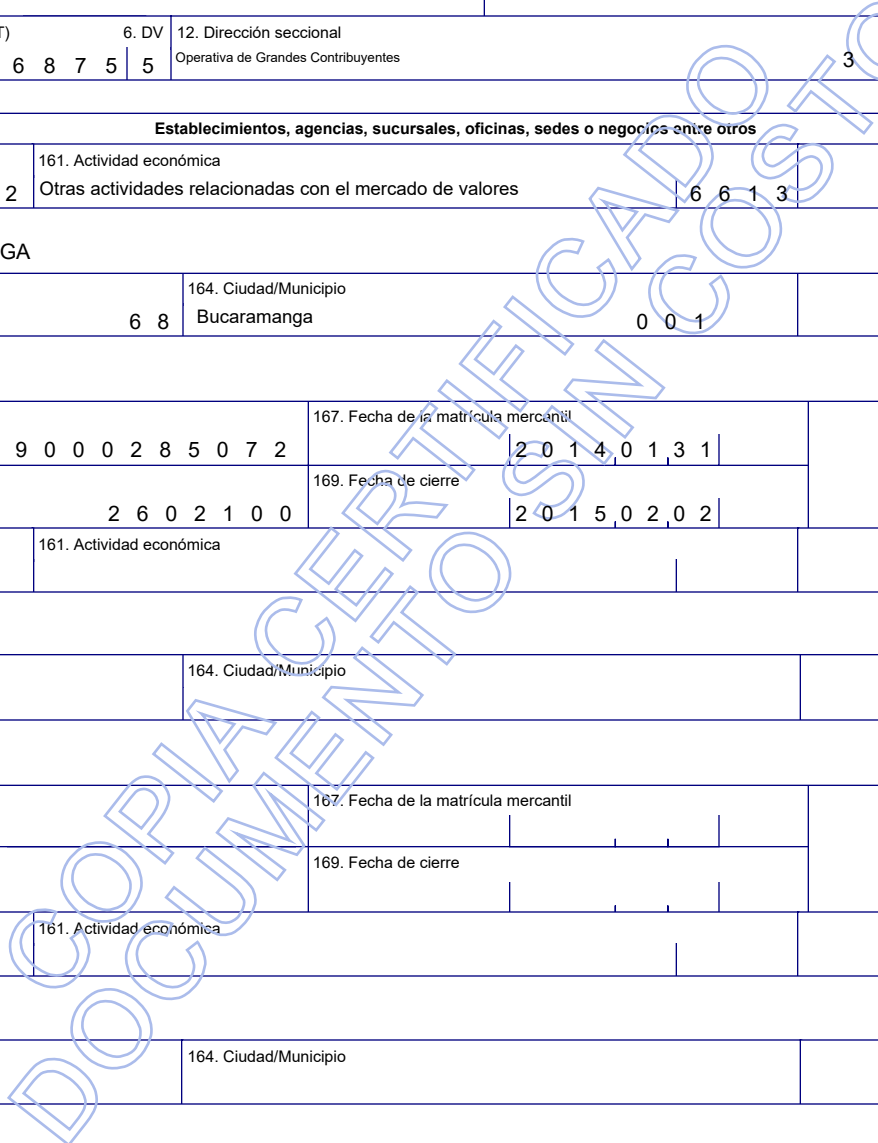 T) 6. DV 12. Dirección seccional
6 8 7 5 5 Operativa de Grandes Contribuyentes 3
Establecimientos, agencias, sucursales, oficinas, sedes o negocios entre otros
161. Actividad económica
2 Otras actividades relacionadas con el mercado de valores 6 6 1 3
GA
164. Ciudad/Municipio
6 8 Bucaramanga 0 0 1
167. Fecha de la matrícula mercantil
9 0 0 0 2 8 5 0 7 2 2 0 1 4 0 1 3 1
169. Fecha de cierre
2 6 0 2 1 0 0 2 0 1 5 0 2 0 2
161. Actividad económica
164. Ciudad/Municipio
167. Fecha de la matrícula mercantil
169. Fecha de cierre
161. Actividad económica
164. Ciudad/Municipio
COPIA CERTIFICADO
DOCUMENTO SIN COSTO